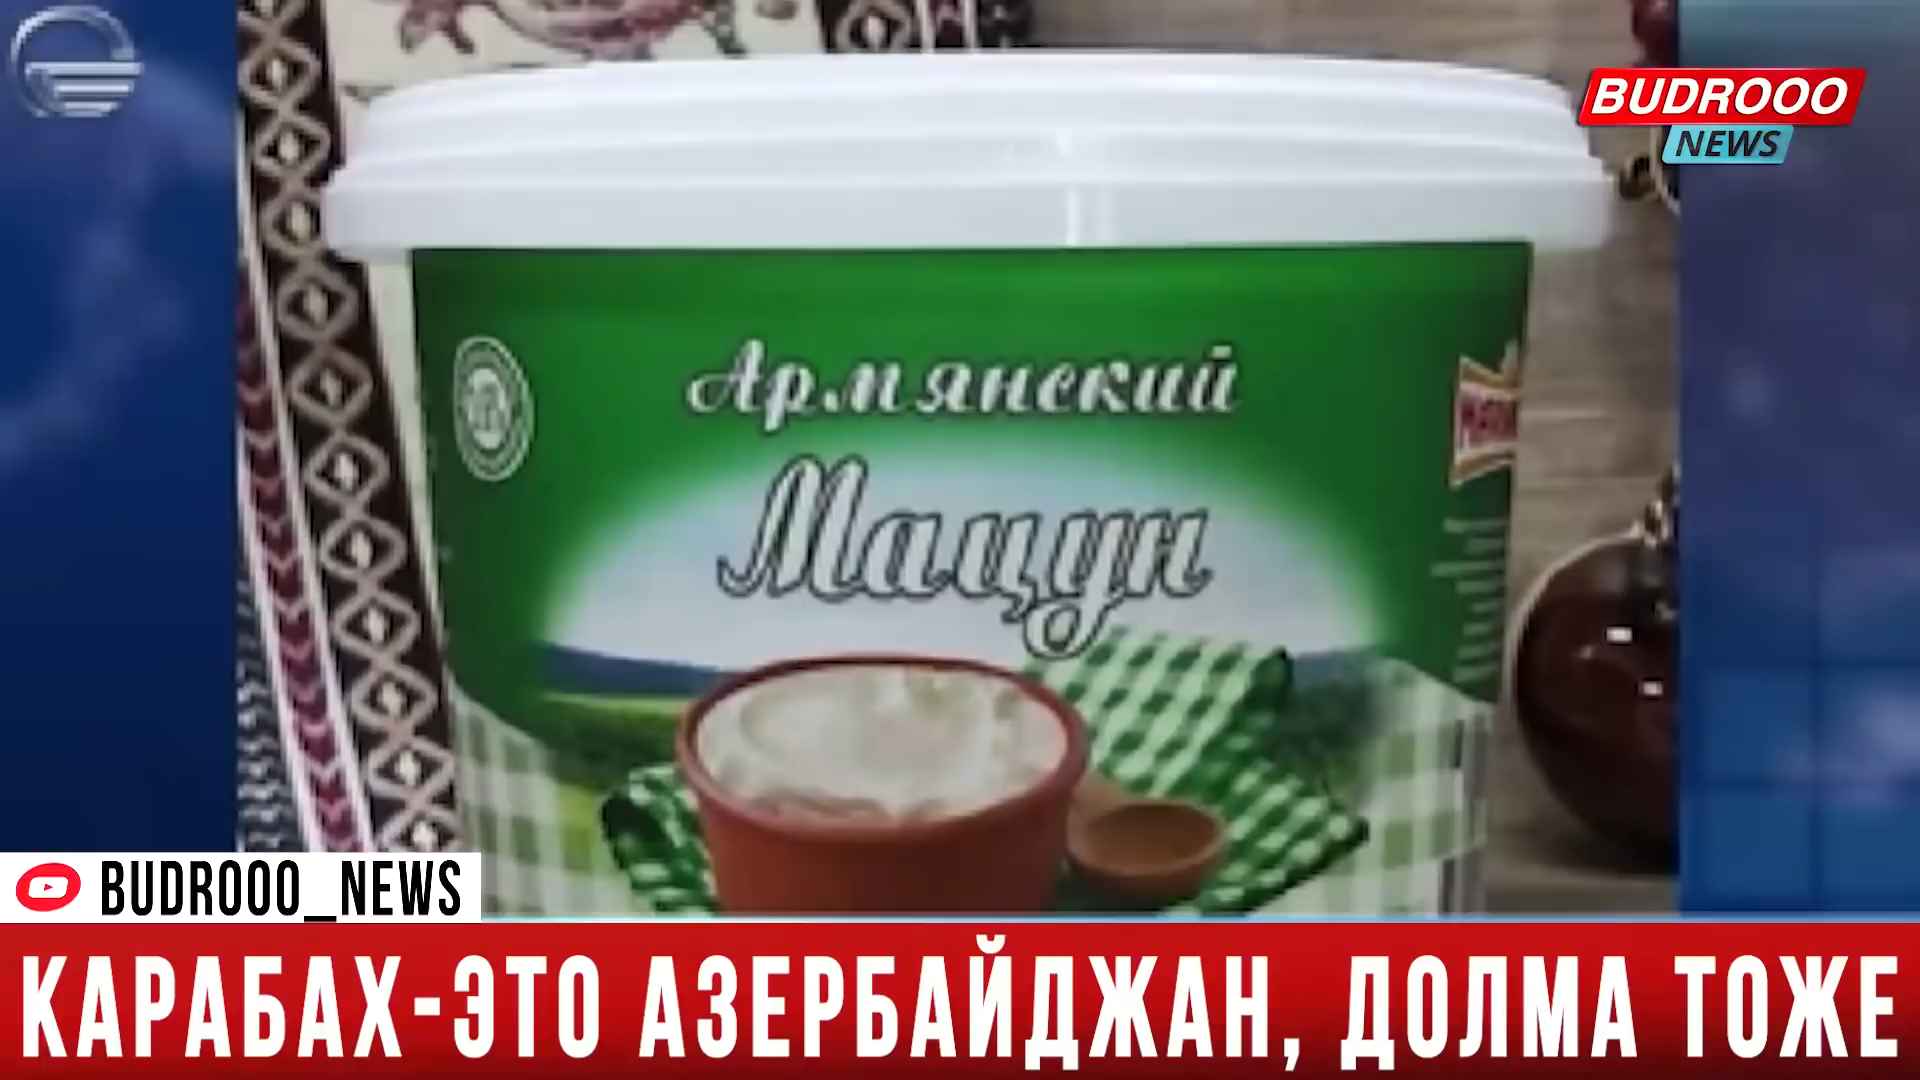 BUDROOO
NEWS
Армянский
Мацун
BUDROOO_NEWS
КАРАБАХ-ЭТО АЗЕРБАЙДЖАН, ДОЛМА ТОЖЕ